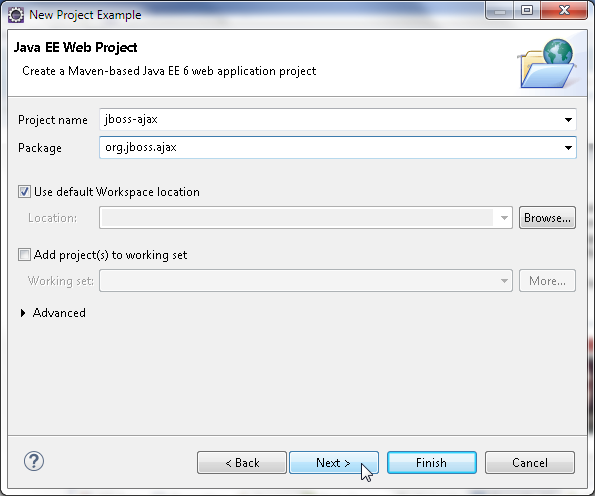 New Project Example
Java EE Web Project
Create a Maven-based Java EE 6 web application project
Project name jboss-ajax
Package org.jboss.ajax
Use default Workspace location
Location: Browse...
Add project(s) to working set
Working set: More...
Advanced
? < Back Next > Finish Cancel